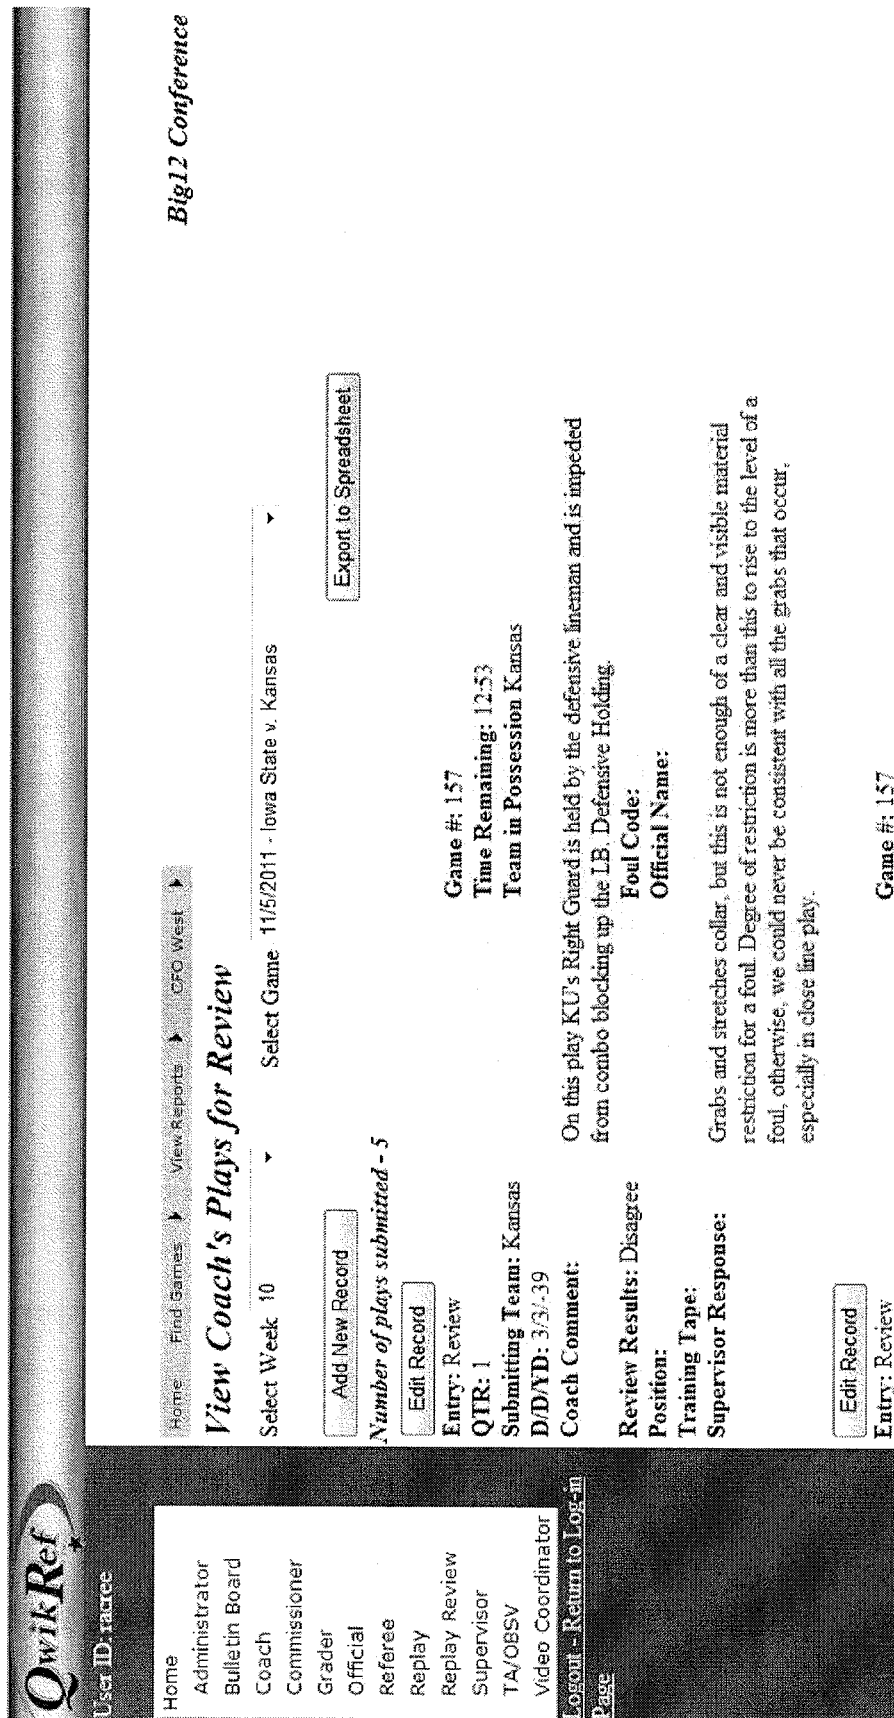 QwikRef
User ID: racree
Home
Administrator
Bulletin Board
Coach
Commissioner
Grader
Official
Referee
Replay
Replay Review
Supervisor
TA/OBSV
Video Coordinator
Logout - Return to Log-in
Page
Home Find Games View Reports CFO West
Big12 Conference
View Coach's Plays for Review
Select Week 10 Select Game 11/5/2011 - Iowa State v. Kansas
Add New Record Export to Spreadsheet
Number of plays submitted - 5
Edit Record
Entry: Review Game #: 157
QTR: 1 Time Remaining: 12:53
Submitting Team: Kansas Team in Possession Kansas
D/D/YD: 3/3/-39
Coach Comment: On this play KU's Right Guard is held by the defensive lineman and is impeded
from combo blocking up the LB. Defensive Holding.
Review Results: Disagree Foul Code:
Position: Official Name:
Training Tape:
Supervisor Response: Grabs and stretches collar, but this is not enough of a clear and visible material
restriction for a foul. Degree of restriction is more than this to rise to the level of a
foul, otherwise, we could never be consistent with all the grabs that occur,
especially in close line play.
Edit Record
Entry: Review Game #: 157